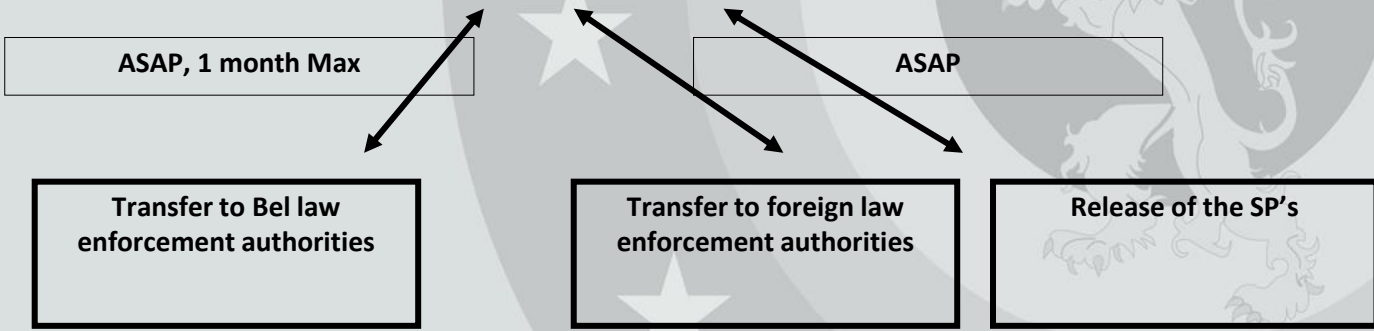 ASAP, 1 month Max
ASAP
Transfer to Bel law
enforcement authorities
Transfer to foreign law
enforcement authorities
Release of the SP’s